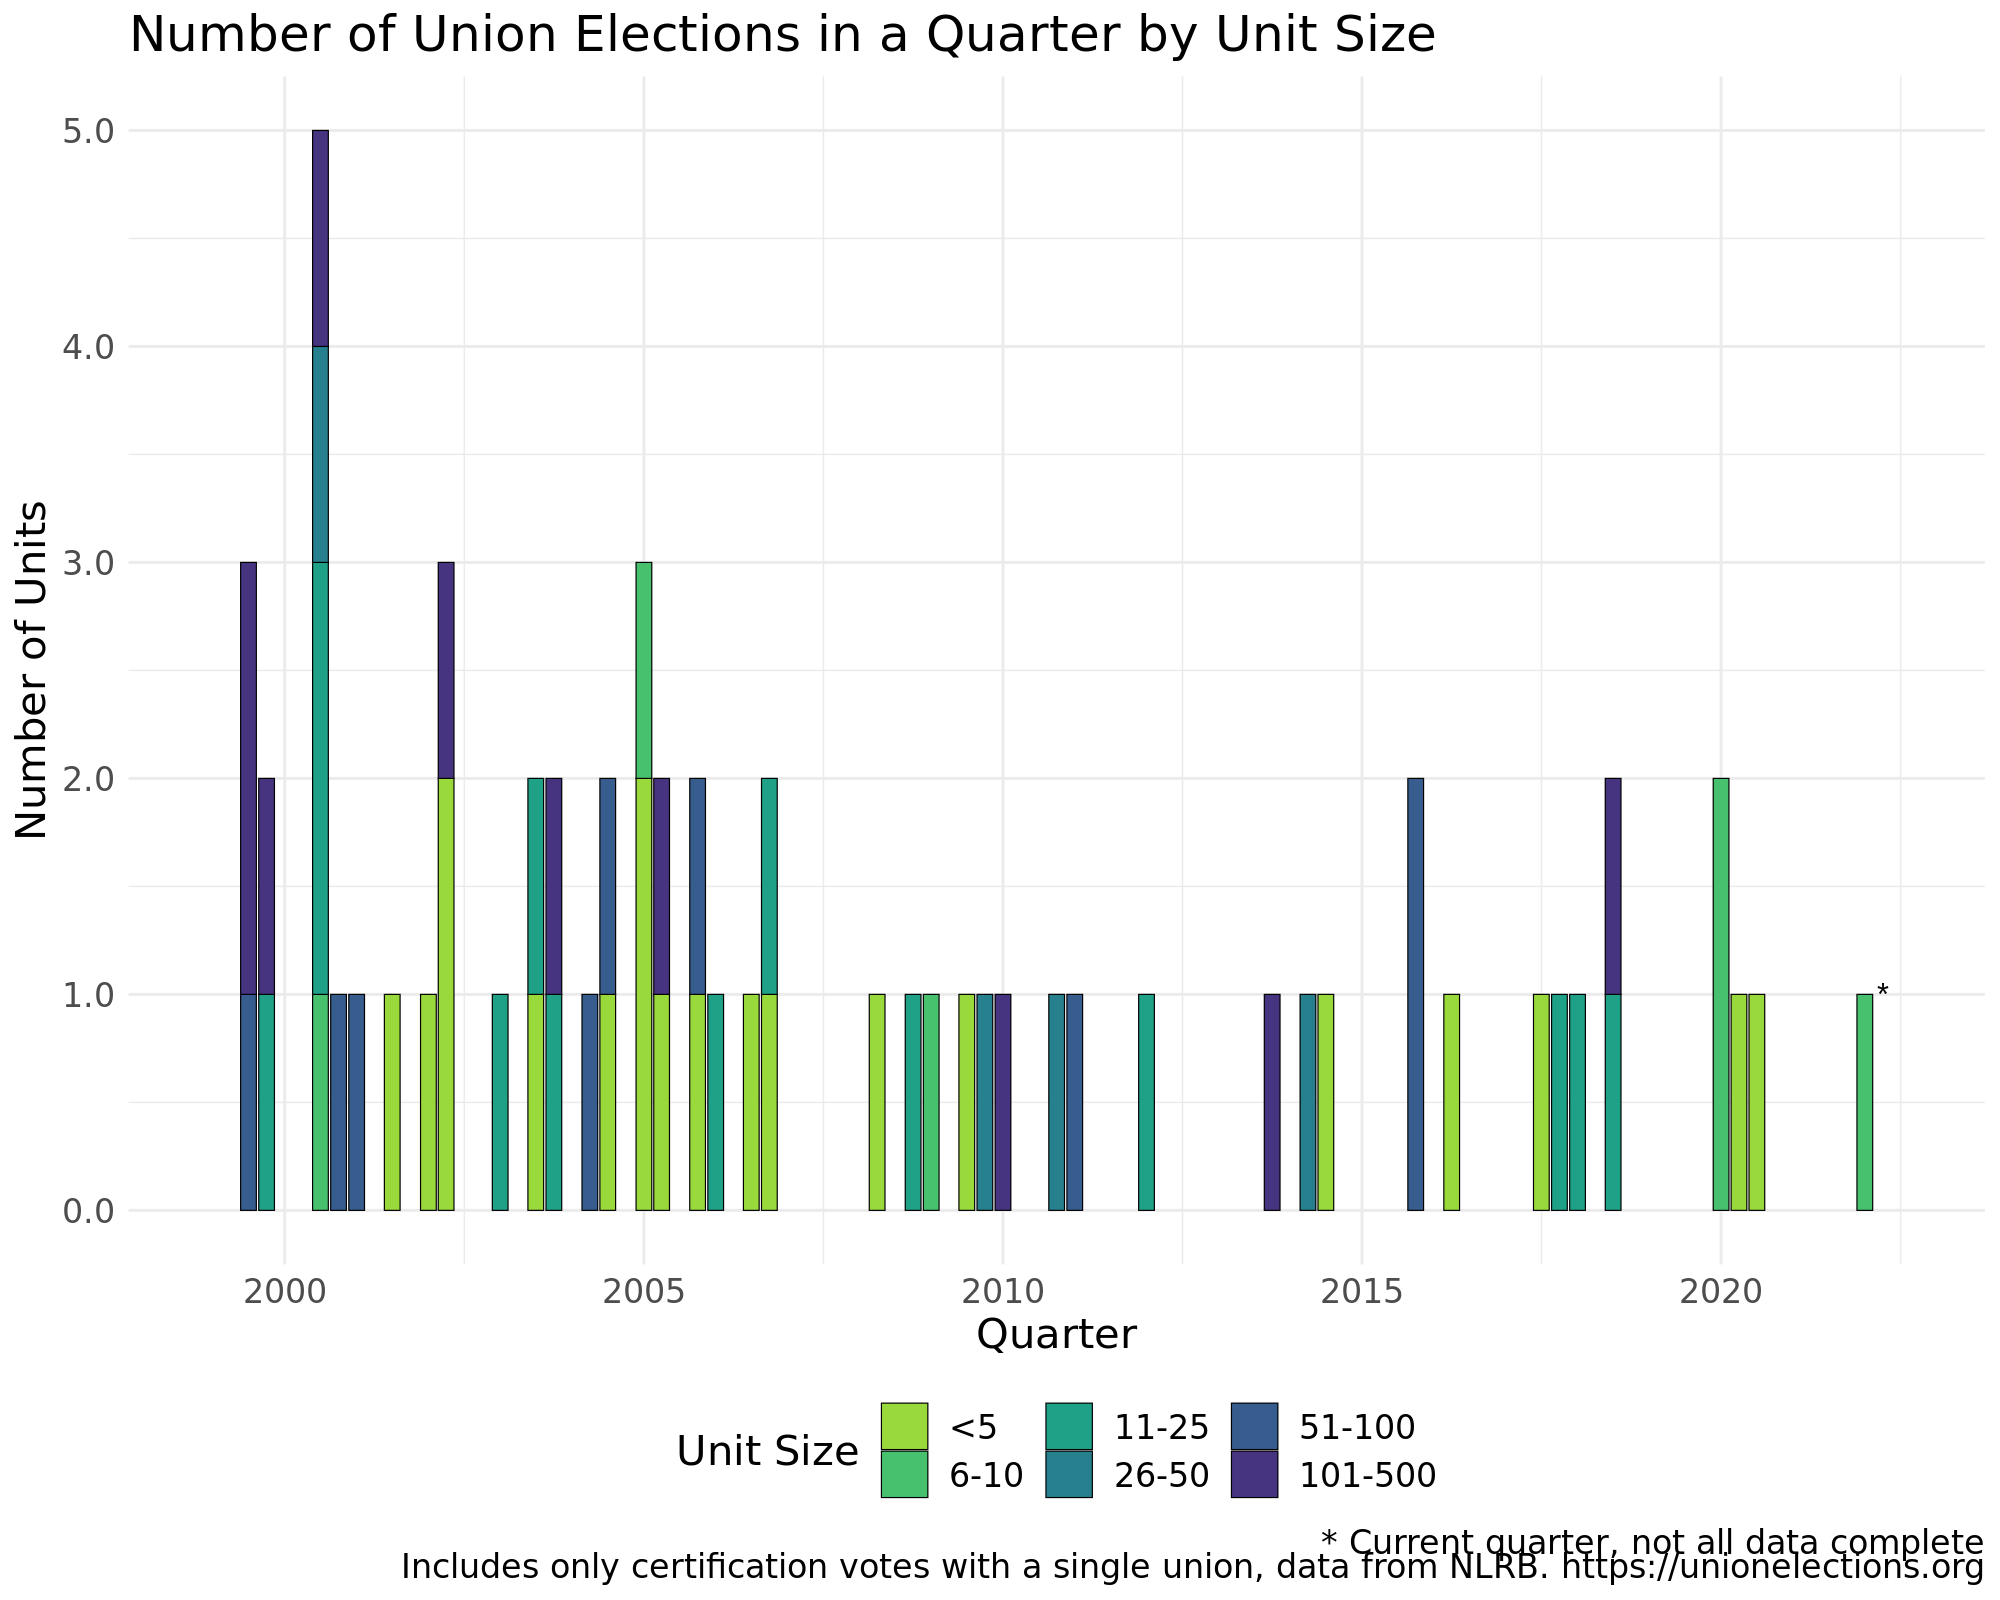 Number of Union Elections in a Quarter by Unit Size
Number of Units
5.0
4.0
3.0
2.0
1.0
0.0
*
2000 2005 2010 2015 2020
Quarter
Unit Size
<5 11-25 51-100
6-10 26-50 101-500
* Current quarter, not all data complete
Includes only certification votes with a single union, data from NLRB. https://unionelections.org